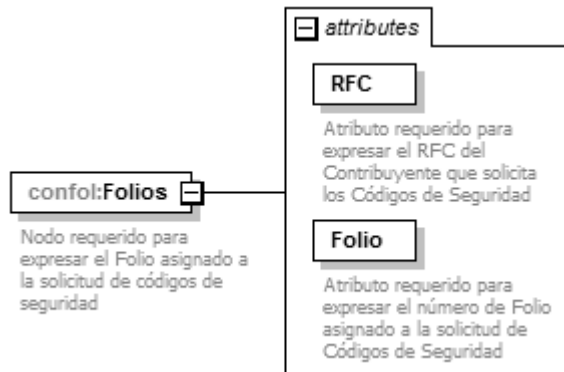 attributes
RFC
Atributo requerido para
expresar el RFC del
Contribuyente que solicita
los Códigos de Seguridad
confol:Folios
Nodo requerido para
expresar el Folio asignado a
la solicitud de códigos de
seguridad
Folio
Atributo requerido para
expresar el número de Folio
asignado a la solicitud de
Códigos de Seguridad